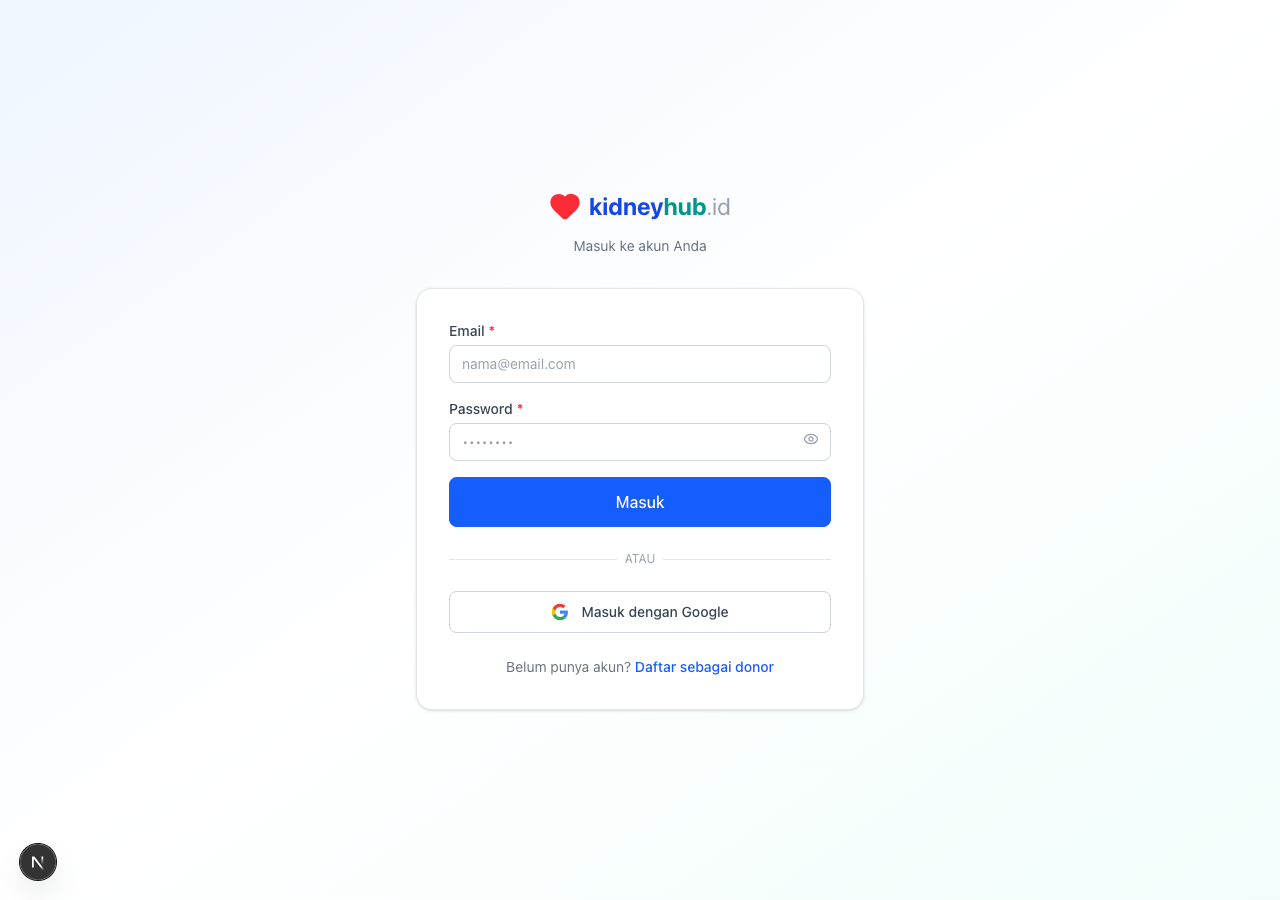 kidneyhub.id
Masuk ke akun Anda
Email *
nama@email.com
Password *
••••••••
Masuk
ATAU
Masuk dengan Google
Belum punya akun? Daftar sebagai donor
N